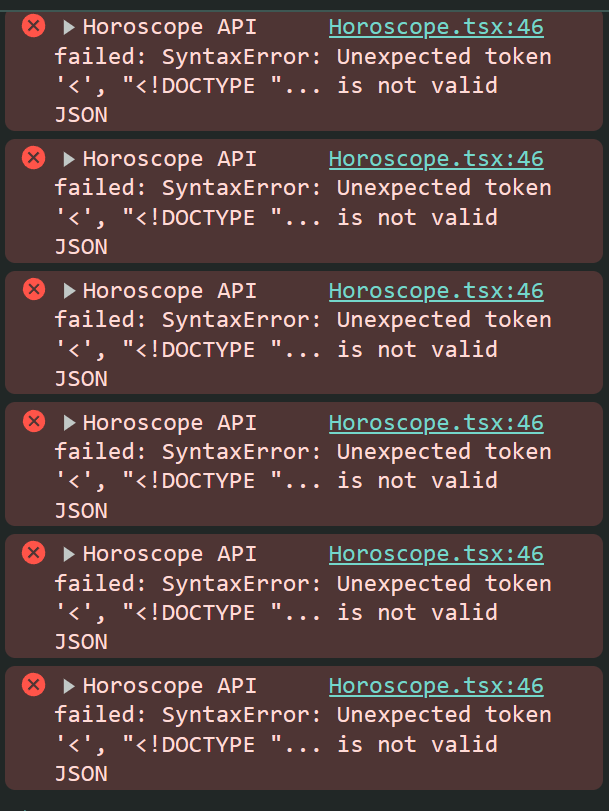 Horoscope API Horoscope.tsx:46
failed: SyntaxError: Unexpected token
'<', "<!DOCTYPE "... is not valid
JSON
Horoscope API Horoscope.tsx:46
failed: SyntaxError: Unexpected token
'<', "<!DOCTYPE "... is not valid
JSON
Horoscope API Horoscope.tsx:46
failed: SyntaxError: Unexpected token
'<', "<!DOCTYPE "... is not valid
JSON
Horoscope API Horoscope.tsx:46
failed: SyntaxError: Unexpected token
'<', "<!DOCTYPE "... is not valid
JSON
Horoscope API Horoscope.tsx:46
failed: SyntaxError: Unexpected token
'<', "<!DOCTYPE "... is not valid
JSON
Horoscope API Horoscope.tsx:46
failed: SyntaxError: Unexpected token
'<', "<!DOCTYPE "... is not valid
JSON